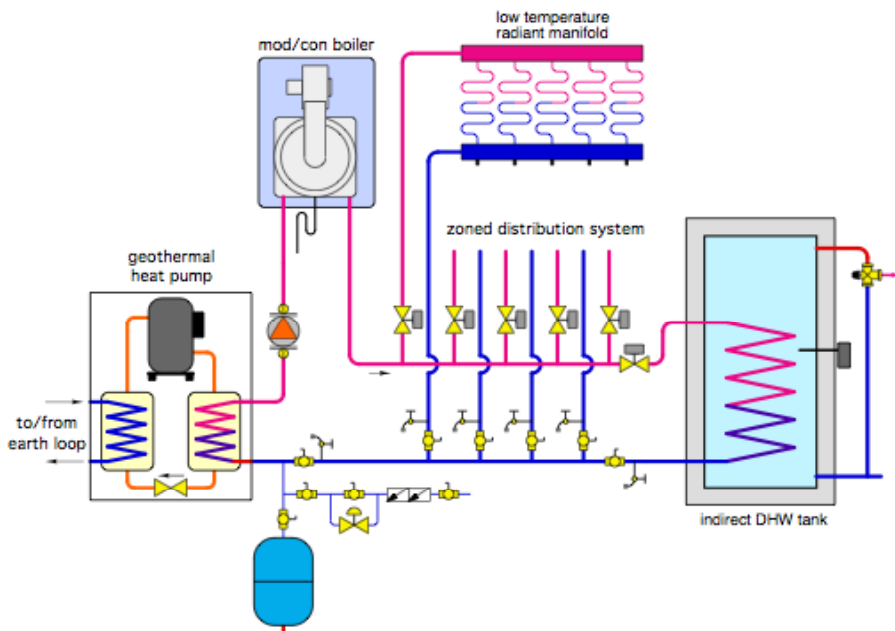 low temperature
radiant manifold
mod/con boiler
zoned distribution system
geothermal
heat pump
to/from
earth loop
indirect DHW tank